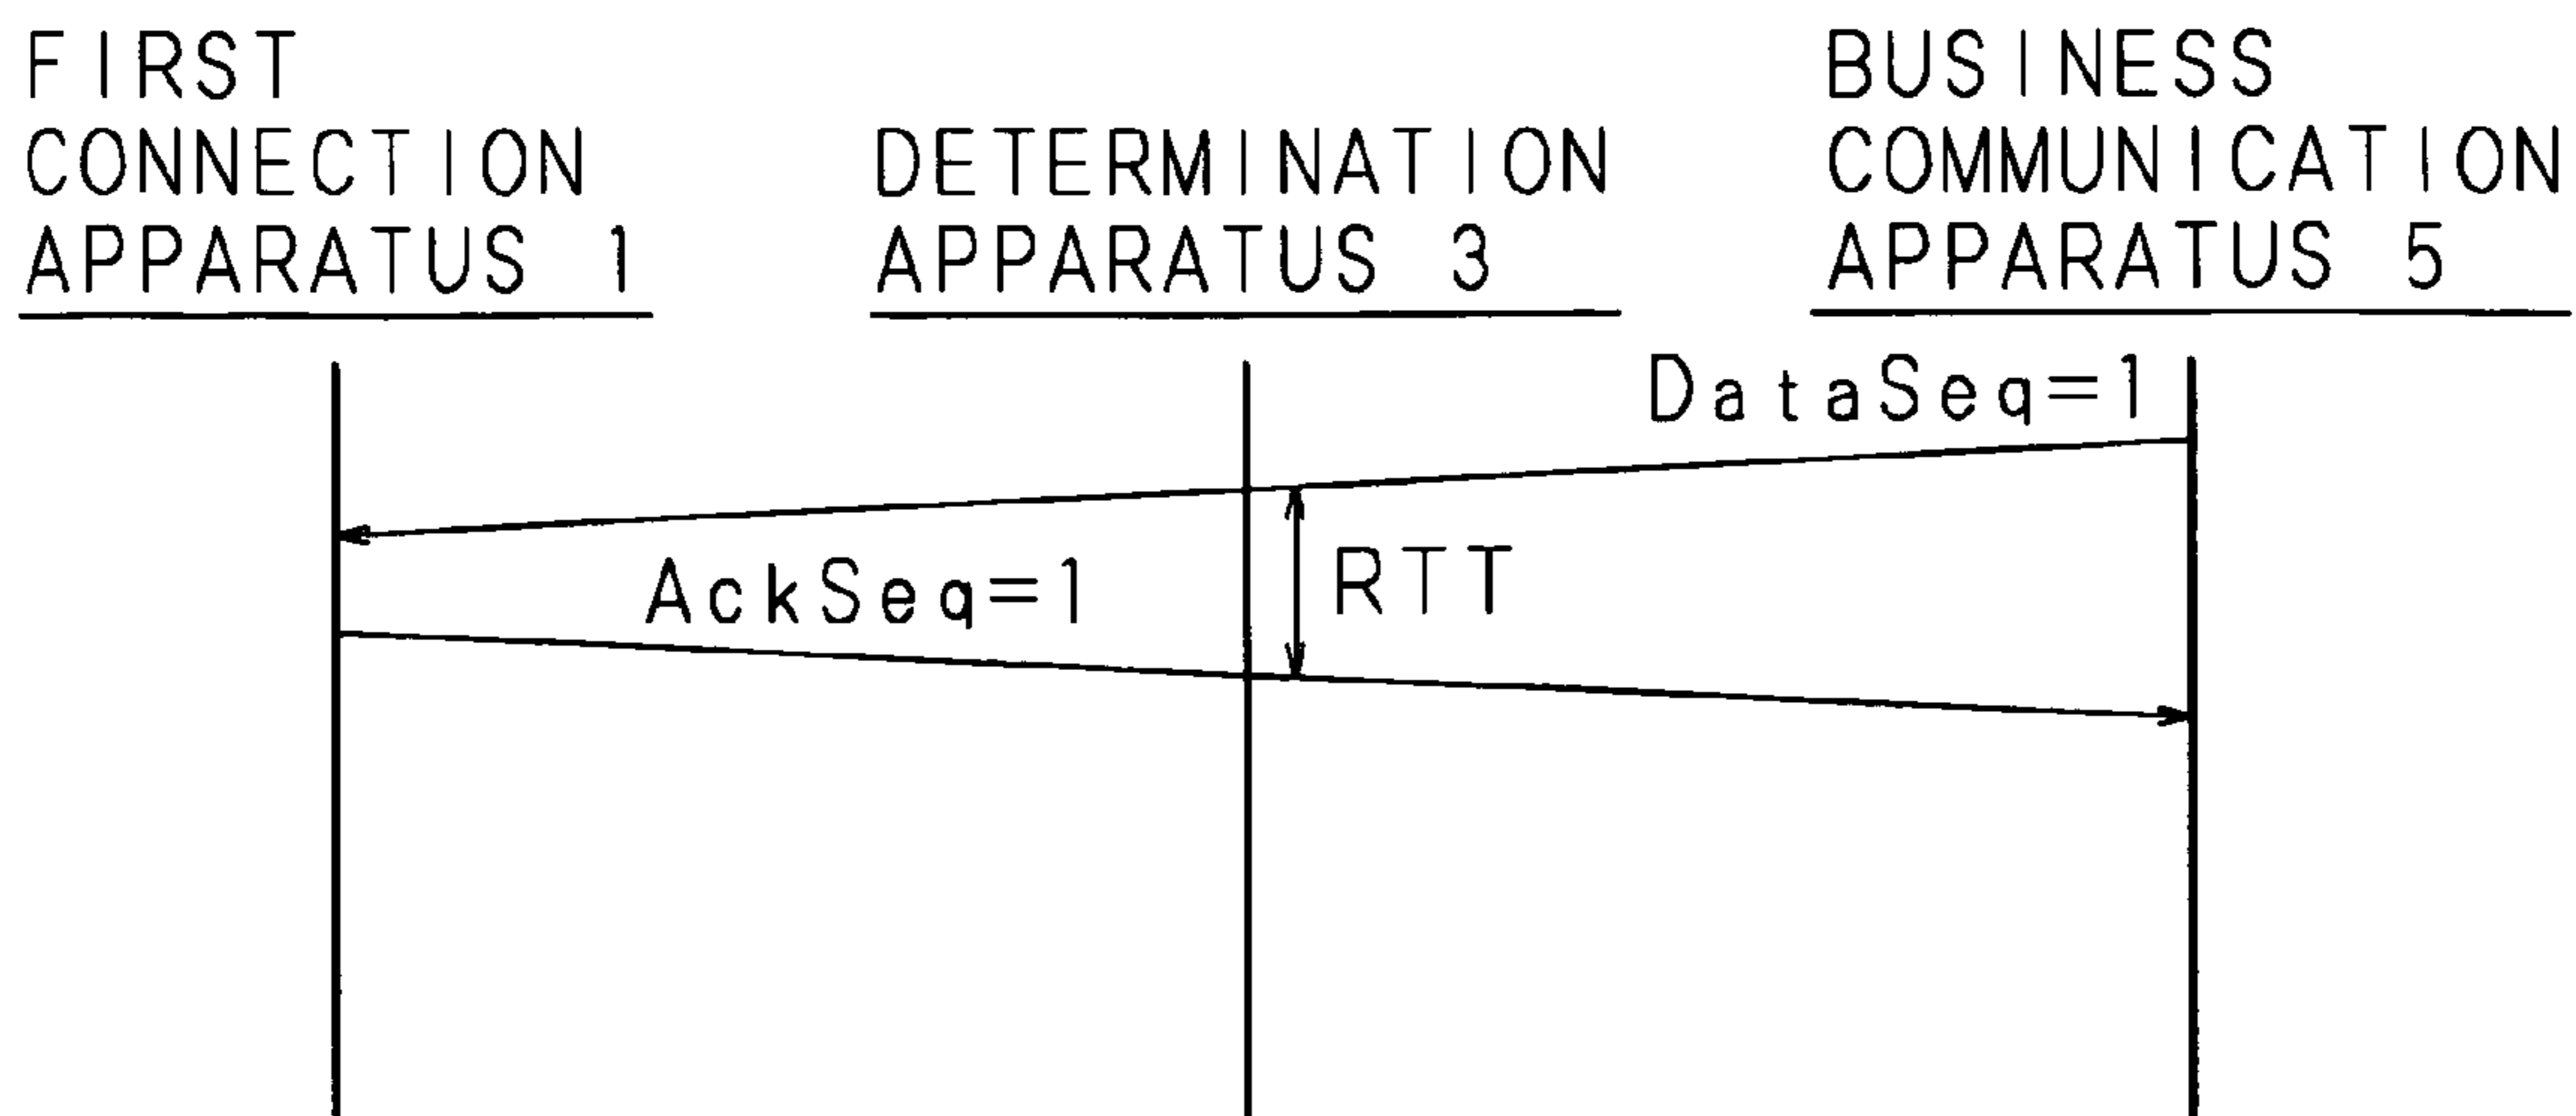 FIRST
CONNECTION
APPARATUS 1
DETERMINATION
APPARATUS 3
BUSINESS
COMMUNICATION
APPARATUS 5
DataSeq=1
AckSeq=1
RTT